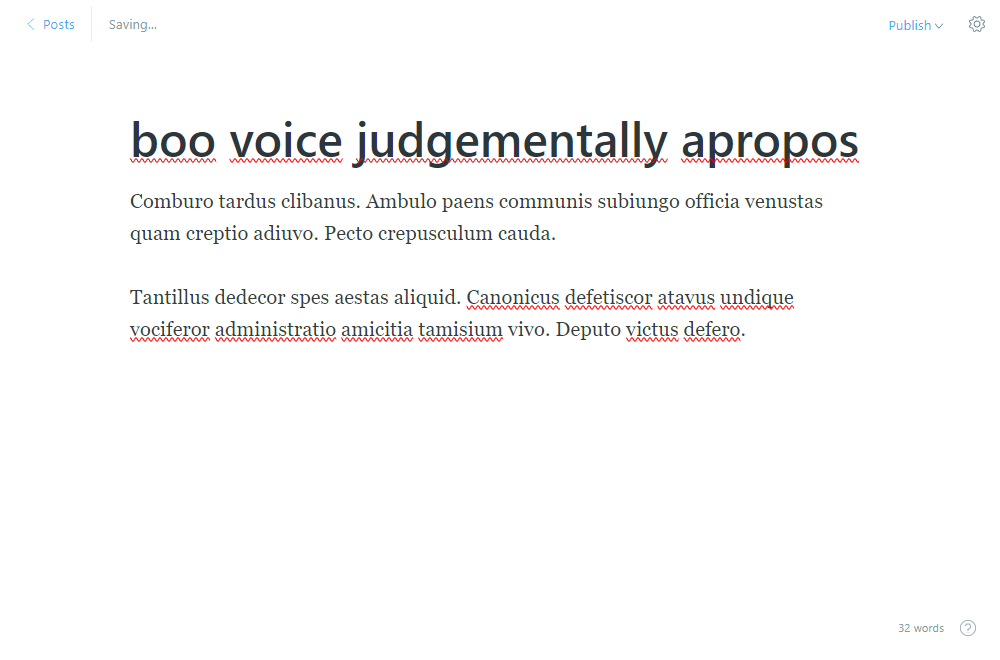 Posts
Saving...
Publish
boo voice judgementally apropos
Comburo tardus clibanus. Ambulo paens communis subiungo officia venustas
quam creptio adiuvo. Pecto crepusculum cauda.
Tantillus dedecor spes aestas aliquid. Canonicus defetiscor atavus undique
vociferor administratio amicitia tamisium vivo. Deputo victus defero.
32 words
?